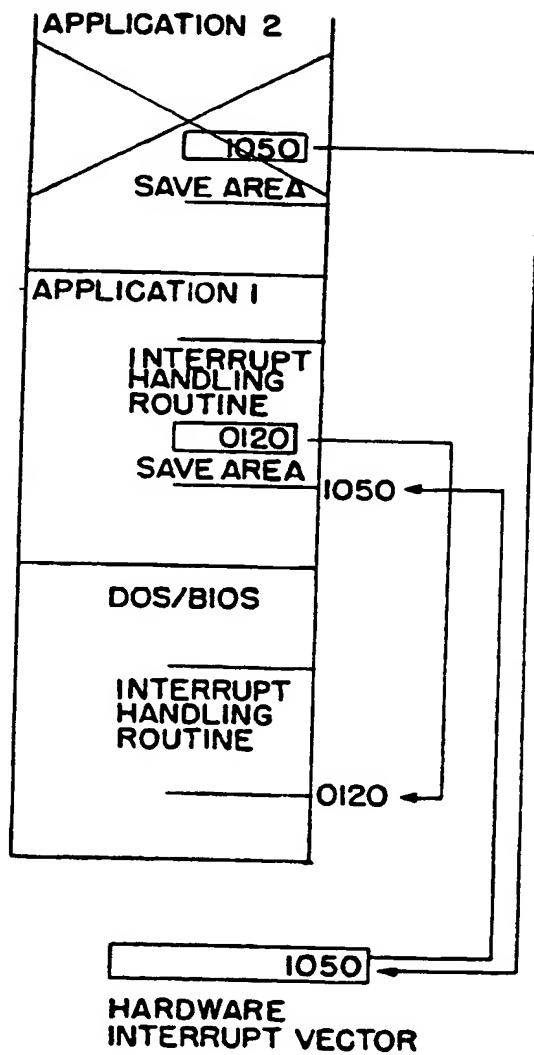 APPLICATION 2
1050
SAVE AREA
APPLICATION 1
INTERRUPT
HANDLING
ROUTINE
0120
SAVE AREA
1050
DOS/BIOS
INTERRUPT
HANDLING
ROUTINE
0120
1050
HARDWARE
INTERRUPT VECTOR